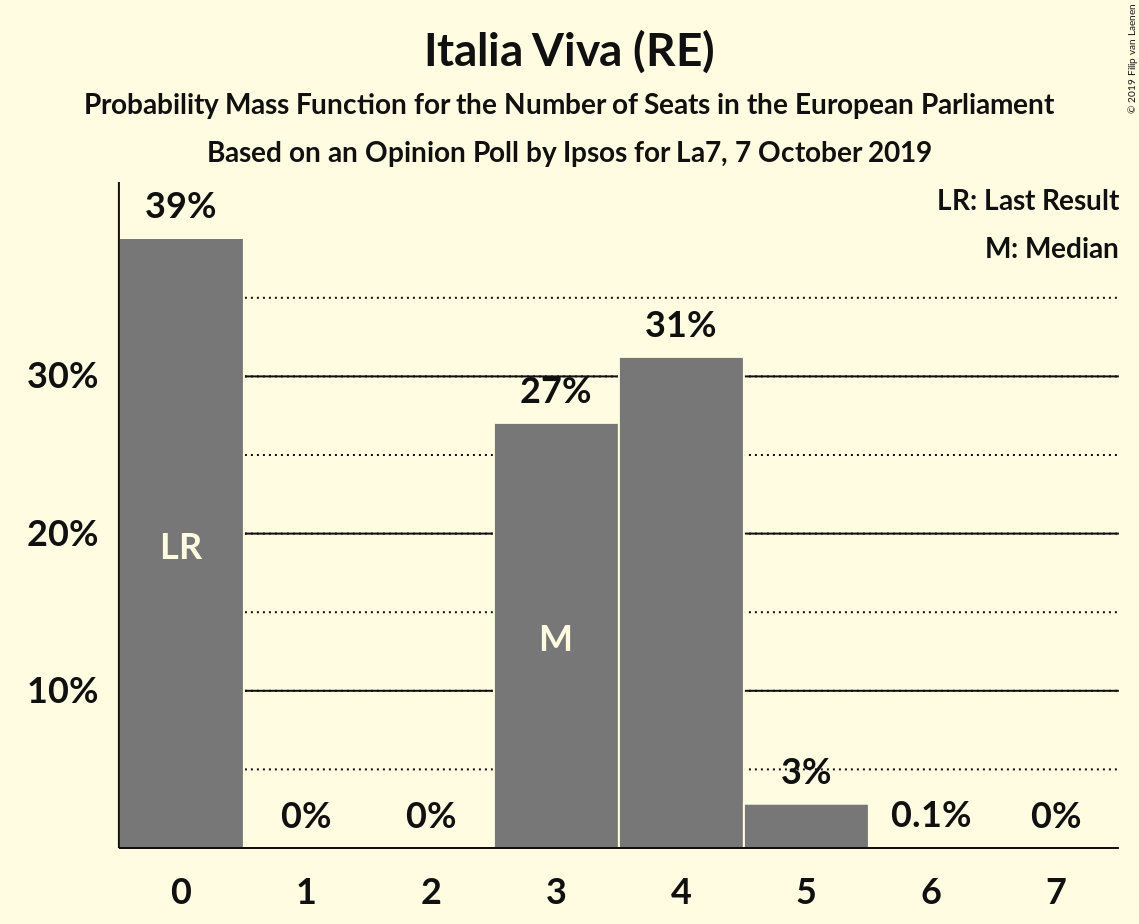 Italia Viva (RE)
Probability Mass Function for the Number of Seats in the European Parliament
Based on an Opinion Poll by Ipsos for La7, 7 October 2019
© 2019 Filip van Laenen
LR: Last Result
M: Median
39%
31%
30%
27%
20%
LR
M
10%
3%
0%
0%
0.1%
0%
0
1
2
3
4
5
6
7